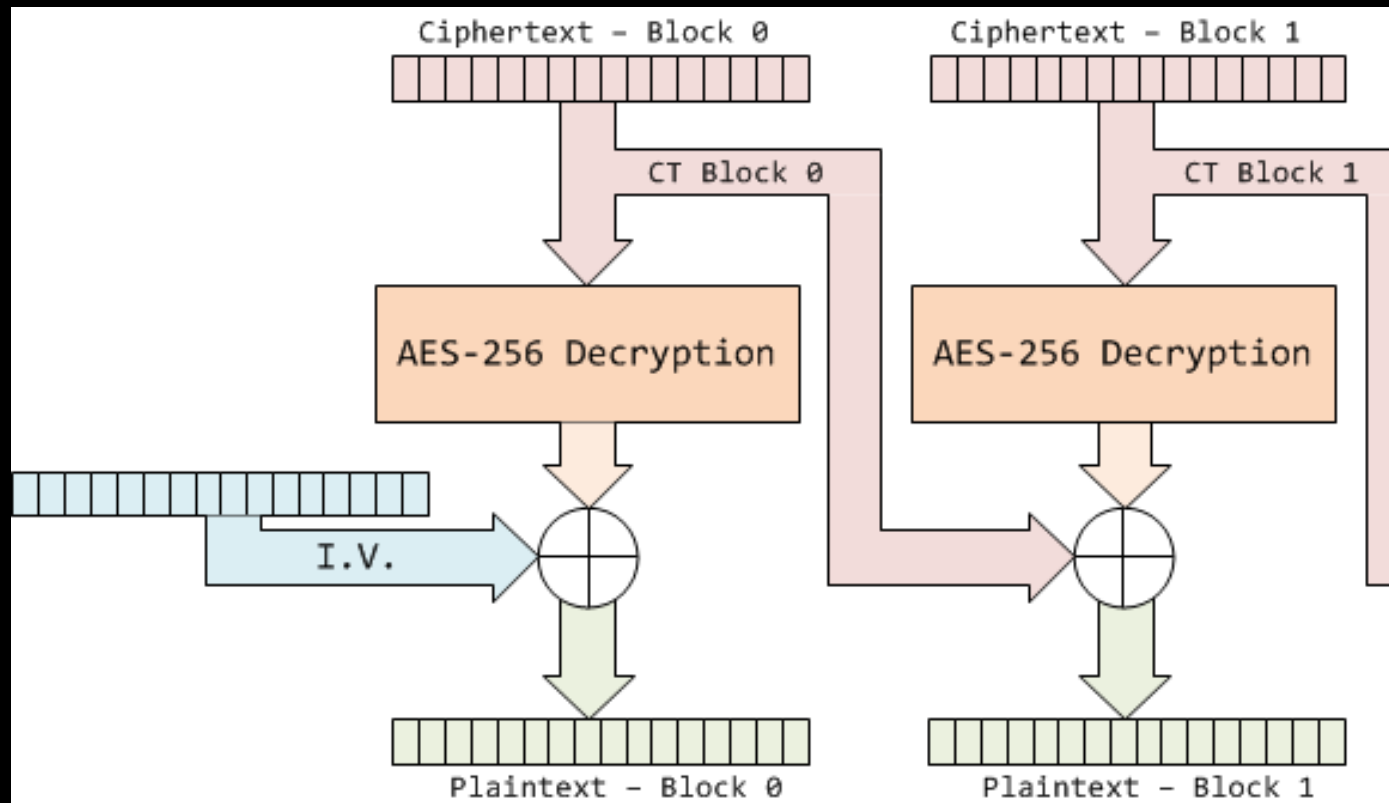 Ciphertext – Block 0
Ciphertext – Block 1
CT Block 0
CT Block 1
AES-256 Decryption
AES-256 Decryption
I.V.
Plaintext – Block 0
Plaintext – Block 1